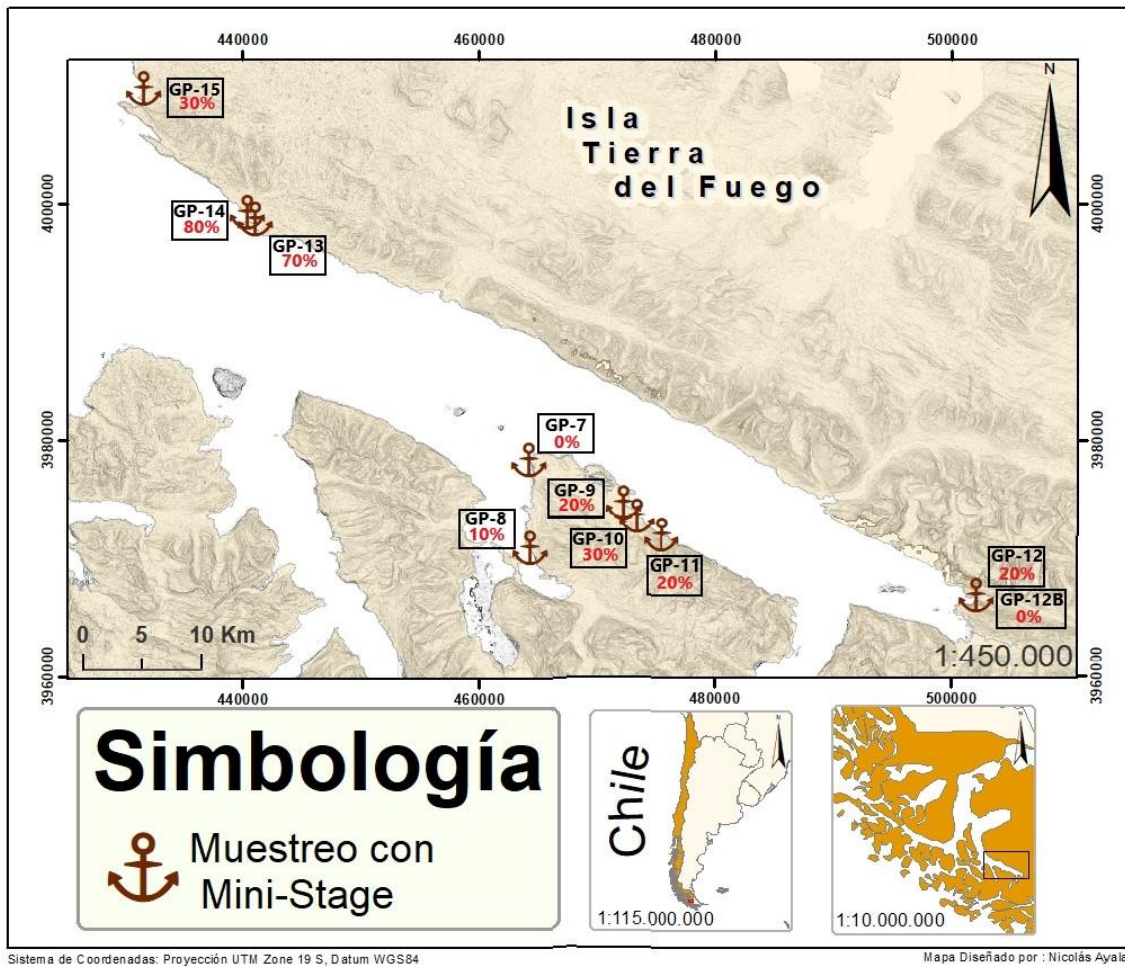 440000
460000
480000
500000
N
GP-15
30%
Isla
Tierra
del Fuego
4000000
4000000
GP-14
80%
GP-13
70%
3980000
3980000
GP-7
0%
GP-9
20%
GP-8
10%
GP-10
30%
GP-11
20%
GP-12
20%
GP-12B
0%
0 5 10 Km
1:450.000
3960000
3960000
440000
460000
480000
500000
Simbología
Muestreo con
Mini-Stage
Chile
N
1:115.000.000
N
1:10.000.000
Sistema de Coordenadas: Proyección UTM Zone 19 S, Datum WGS84
Mapa Diseñado por : Nicolás Ayala